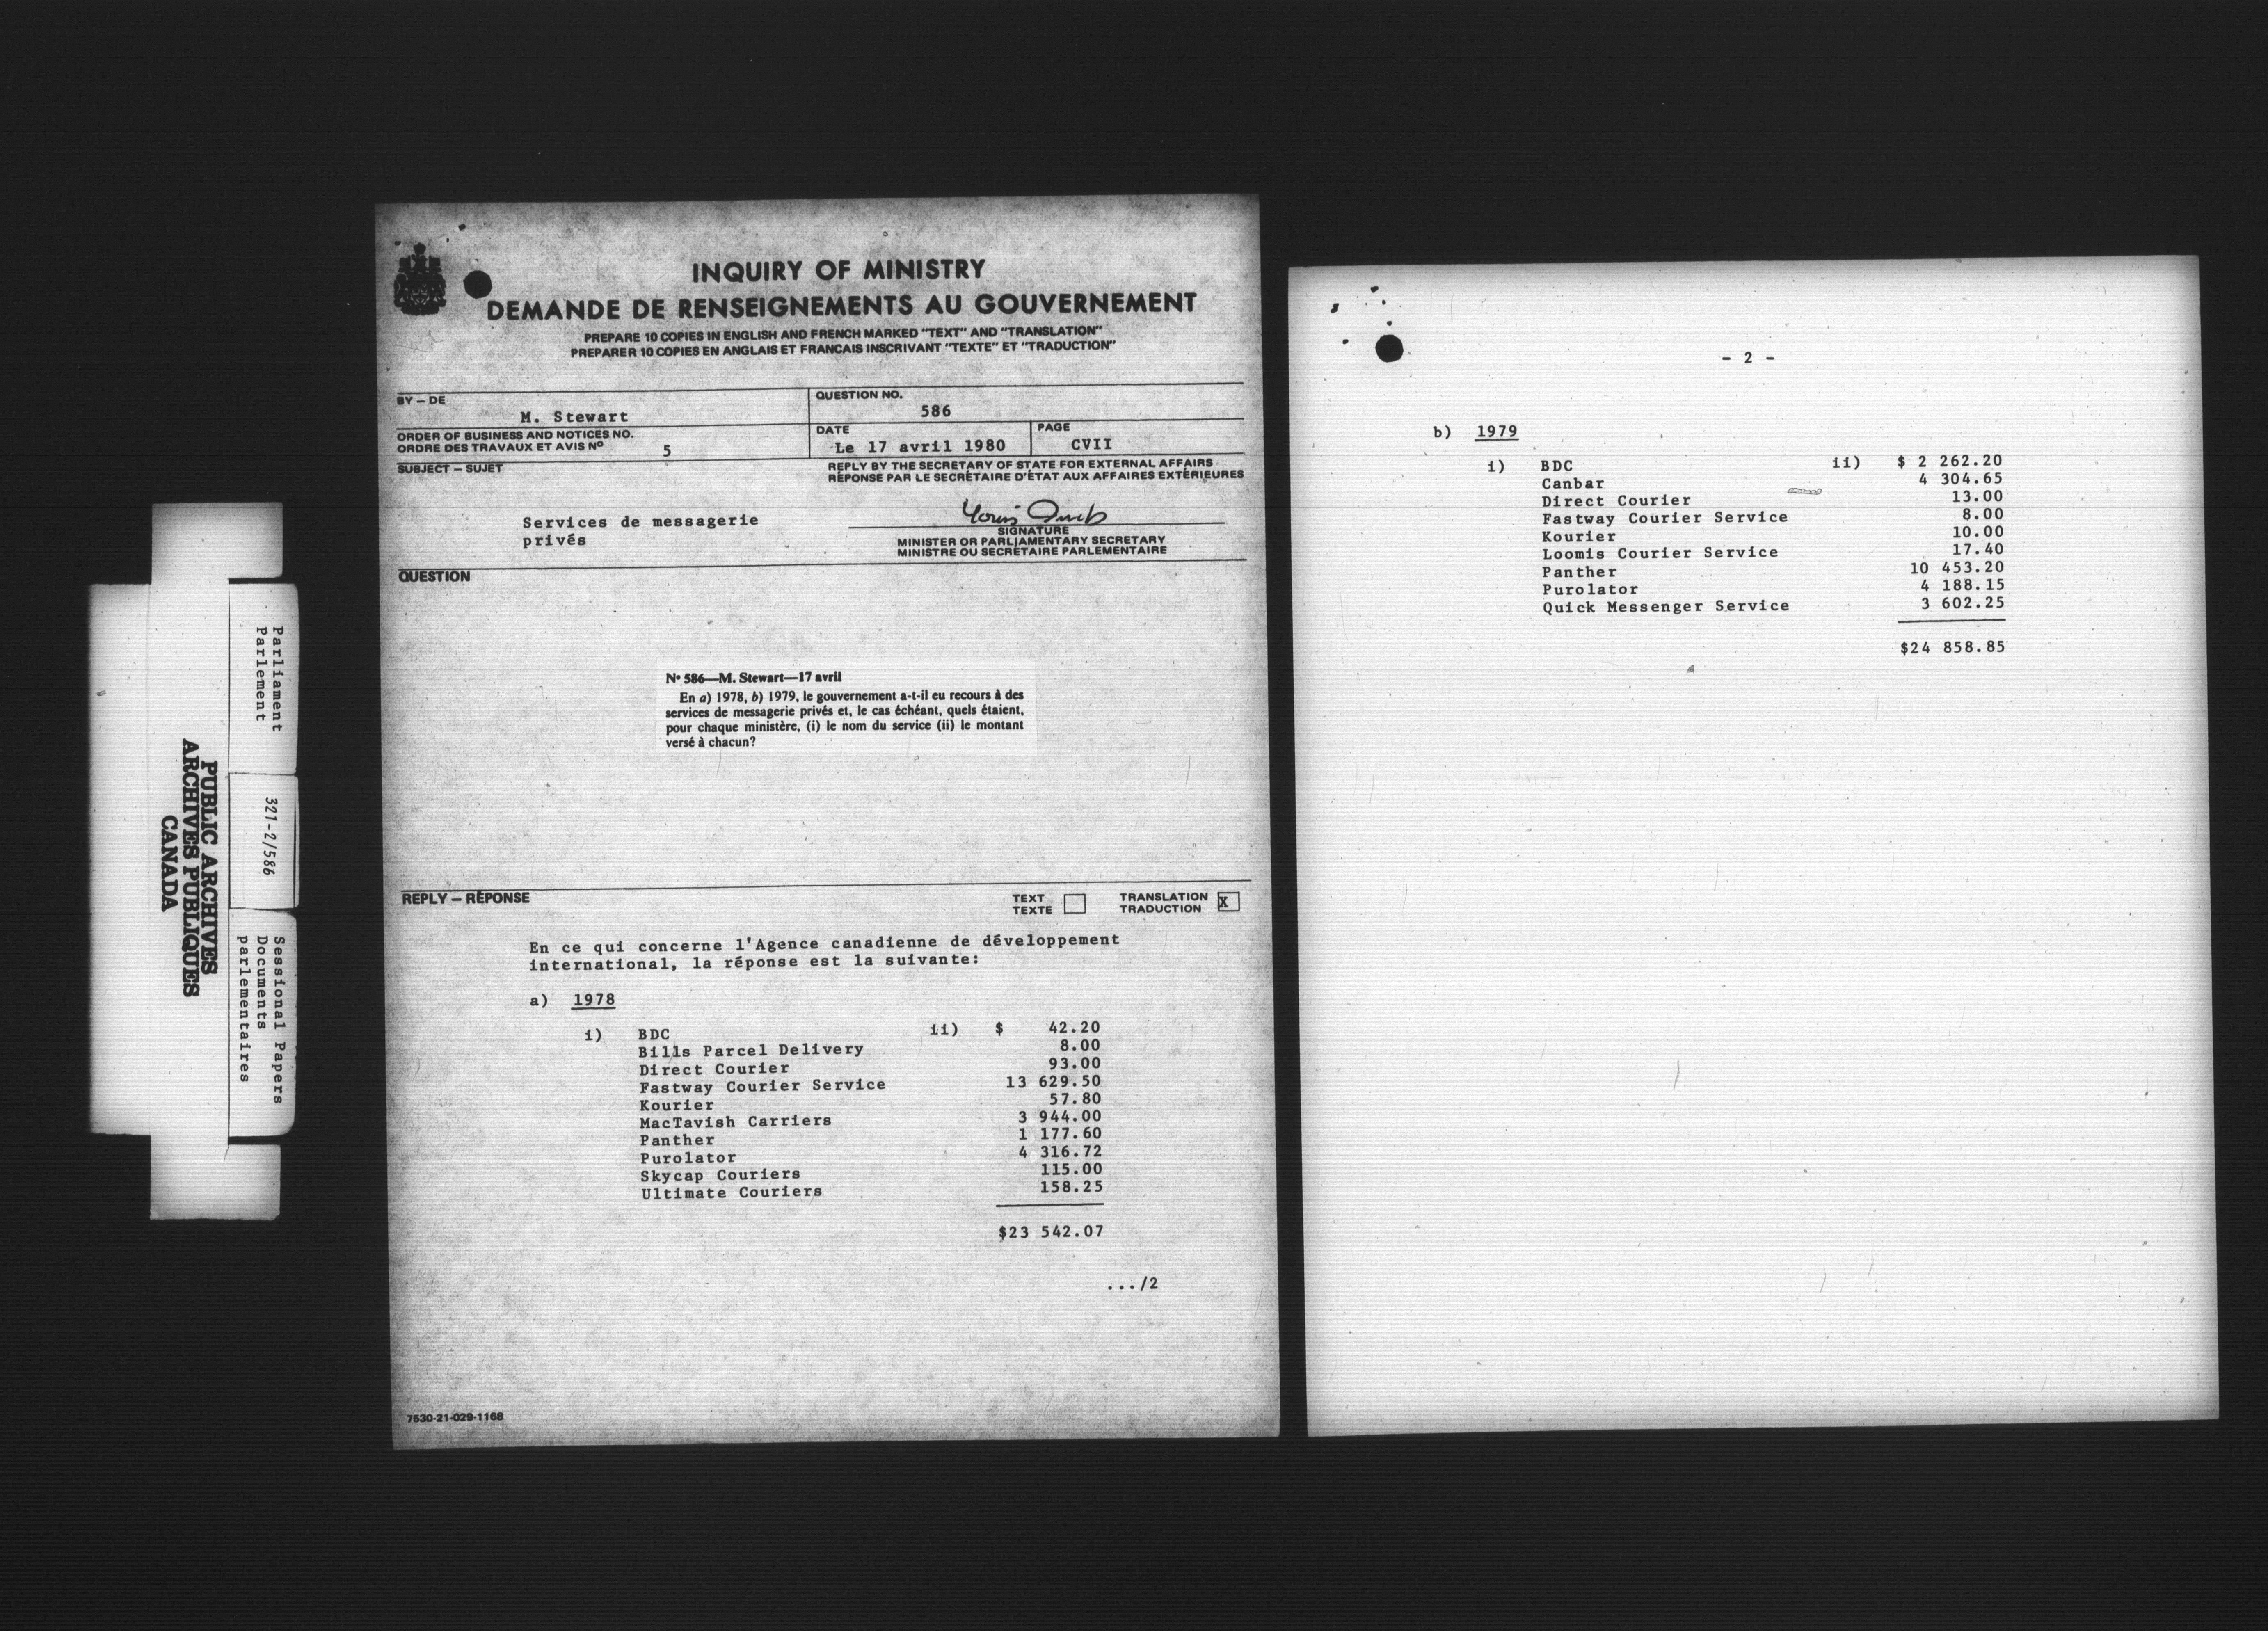 Parliament
Parlement
321-2/586
Sessional Papers
Documents
parlementaires
PUBLIC ARCHIVES
ARCHIVES PUBLIQUES
CANADA
INQUIRY OF MINISTRY
DEMANDE DE RENSEIGNEMENTS AU GOUVERNEMENT
PREPARE 10 COPIES IN ENGLISH AND FRENCH MARKED "TEXT" AND "TRANSLATION"
PREPARER 10 COPIES EN ANGLAIS ET FRANCAIS INSCRIVANT "TEXTE" ET "TRADUCTION"
BY – DE
M. Stewart
QUESTION NO.
586
ORDER OF BUSINESS AND NOTICES NO.
ORDRE DES TRAVAUX ET AVIS Nº
5
DATE
Le 17 avril 1980
PAGE
CVII
SUBJECT – SUJET
Services de messagerie
privés
REPLY BY THE SECRETARY OF STATE FOR EXTERNAL AFFAIRS
RÉPONSE PAR LE SECRÉTAIRE D'ÉTAT AUX AFFAIRES EXTÉRIEURES
SIGNATURE
MINISTER OR PARLIAMENTARY SECRETARY
MINISTRE OU SECRÉTAIRE PARLEMENTAIRE
QUESTION
Nº 586—M. Stewart—17 avril
En a) 1978, b) 1979, le gouvernement a-t-il eu recours à des
services de messagerie privés et, le cas échéant, quels étaient,
pour chaque ministère, (i) le nom du service (ii) le montant
versé à chacun?
REPLY – RÉPONSE
TEXT
TEXTE
TRANSLATION
TRADUCTION
X
En ce qui concerne l'Agence canadienne de développement
international, la réponse est la suivante:
a) 1978
i) BDC ii) $ 42.20
Bills Parcel Delivery 8.00
Direct Courier 93.00
Fastway Courier Service 13 629.50
Kourier 57.80
MacTavish Carriers 3 944.00
Panther 1 177.60
Purolator 4 316.72
Skycap Couriers 115.00
Ultimate Couriers 158.25
$23 542.07
.../2
7530-21-029-1168
- 2 -
b) 1979
i) BDC ii) $ 2 262.20
Canbar 4 304.65
Direct Courier 13.00
Fastway Courier Service 8.00
Kourier 10.00
Loomis Courier Service 17.40
Panther 10 453.20
Purolator 4 188.15
Quick Messenger Service 3 602.25
$24 858.85